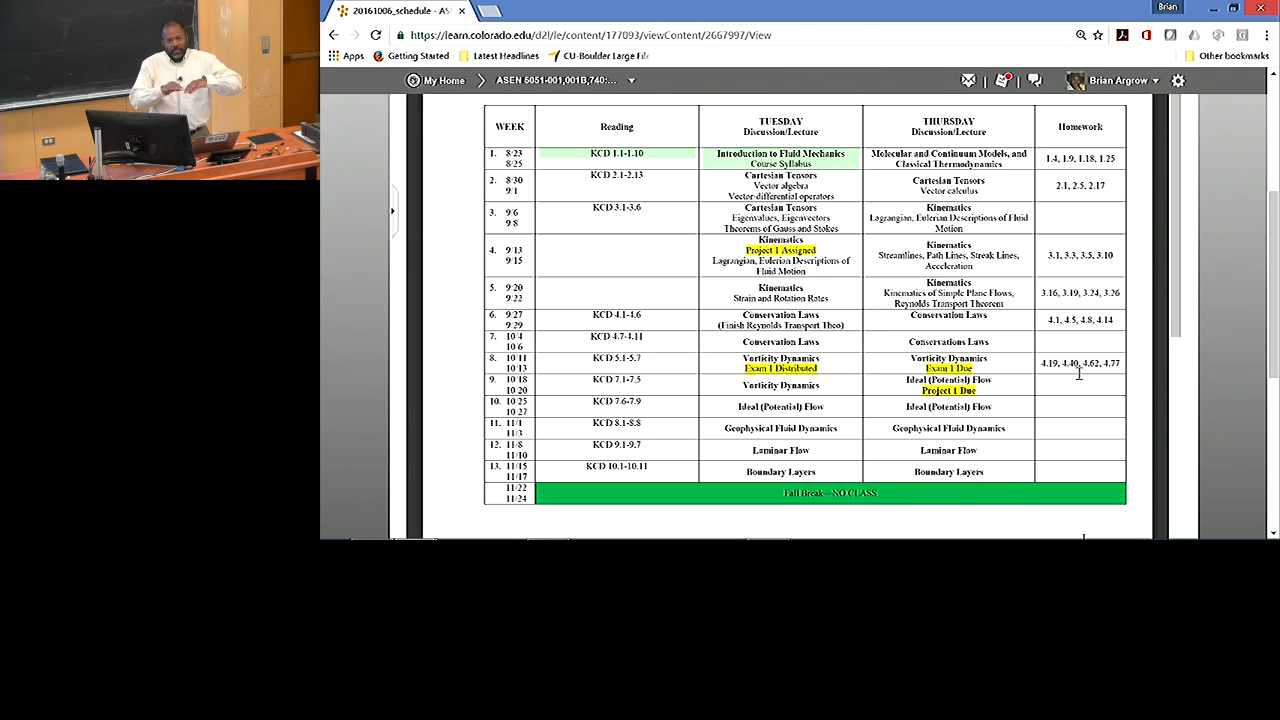 20161006_schedule - AS
Brian
https://learn.colorado.edu/d2l/le/content/177093/viewContent/2667997/View
Apps
Getting Started
Latest Headlines
CU-Boulder Large Fil
Other bookmarks
My Home
ASEN 5051-001,001B,740:...
Brian Argrow
WEEK Reading TUESDAY Discussion/Lecture THURSDAY Discussion/Lecture Homework
1. 8/23 8/25 KCD 1.1-1.10 Introduction to Fluid Mechanics Course Syllabus Molecular and Continuum Models, and Classical Thermodynamics 1.4, 1.9, 1.18, 1.25
2. 8/30 9/1 KCD 2.1-2.13 Cartesian Tensors Vector algebra Vector-differential operators Cartesian Tensors Vector calculus 2.1, 2.5, 2.17
3. 9/6 9/8 KCD 3.1-3.6 Cartesian Tensors Eigenvalues, Eigenvectors Theorems of Gauss and Stokes Kinematics Lagrangian, Eulerian Descriptions of Fluid Motion
4. 9/13 9/15 Kinematics Project 1 Assigned Lagrangian, Eulerian Descriptions of Fluid Motion Kinematics Streamlines, Path Lines, Streak Lines, Acceleration 3.1, 3.3, 3.5, 3.10
5. 9/20 9/22 Kinematics Strain and Rotation Rates Kinematics Kinematics of Simple Plane Flows, Reynolds Transport Theorem 3.16, 3.19, 3.24, 3.26
6. 9/27 9/29 KCD 4.1-4.6 Conservation Laws (Finish Reynolds Transport Theo) Conservation Laws 4.1, 4.5, 4.8, 4.14
7. 10/4 10/6 KCD 4.7-4.11 Conservation Laws Conservations Laws
8. 10/11 10/13 KCD 5.1-5.7 Vorticity Dynamics Exam 1 Distributed Vorticity Dynamics Exam 1 Due 4.19, 4.40, 4.62, 4.77
9. 10/18 10/20 KCD 7.1-7.5 Vorticity Dynamics Ideal (Potential) Flow Project 1 Due
10. 10/25 10/27 KCD 7.6-7.9 Ideal (Potential) Flow Ideal (Potential) Flow
11. 11/1 11/3 KCD 8.1-8.8 Geophysical Fluid Dynamics Geophysical Fluid Dynamics
12. 11/8 11/10 KCD 9.1-9.7 Laminar Flow Laminar Flow
13. 11/15 11/17 KCD 10.1-10.11 Boundary Layers Boundary Layers
11/22 11/24 Fall Break—NO CLASS